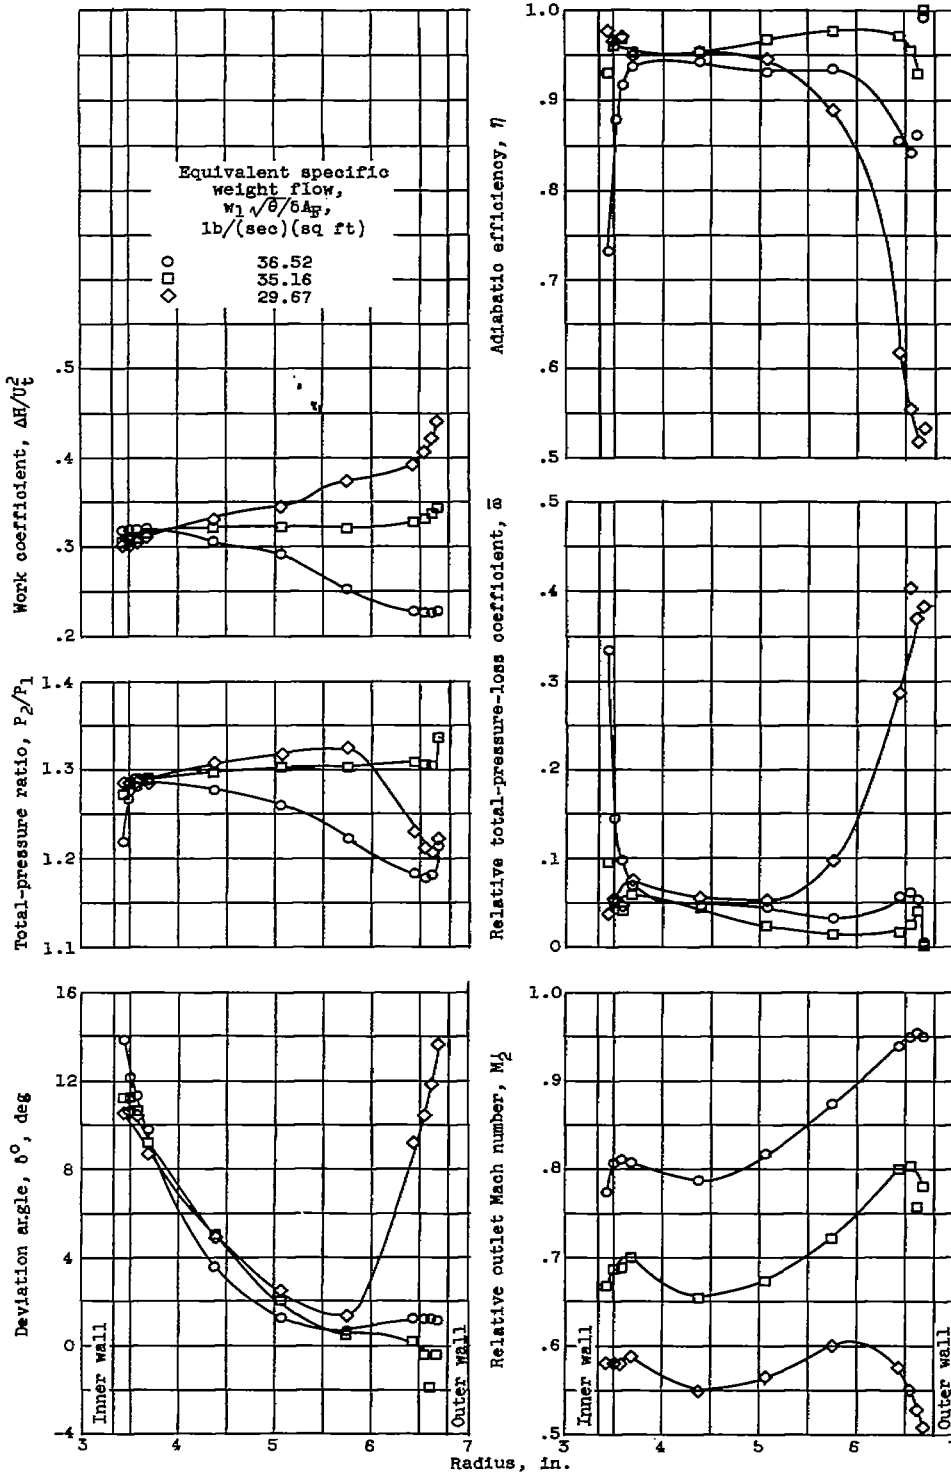 Equivalent specific
weight flow,
w1 √θ/δA_F,
lb/(sec)(sq ft)
36.52
35.16
29.67
Work coefficient, ΔH/U_t^2
.5
.4
.3
.2
Total-pressure ratio, P2/P1
1.4
1.3
1.2
1.1
Deviation angle, δ°, deg
16
12
8
4
0
-4
Inner wall
Outer wall
3
4
5
6
7
Adiabatic efficiency, η
1.0
.9
.8
.7
.6
.5
Relative total-pressure-loss coefficient, ω̄
.5
.4
.3
.2
.1
0
Relative outlet Mach number, M2'
1.0
.9
.8
.7
.6
.5
Inner wall
Outer wall
3
4
5
6
Radius, in.